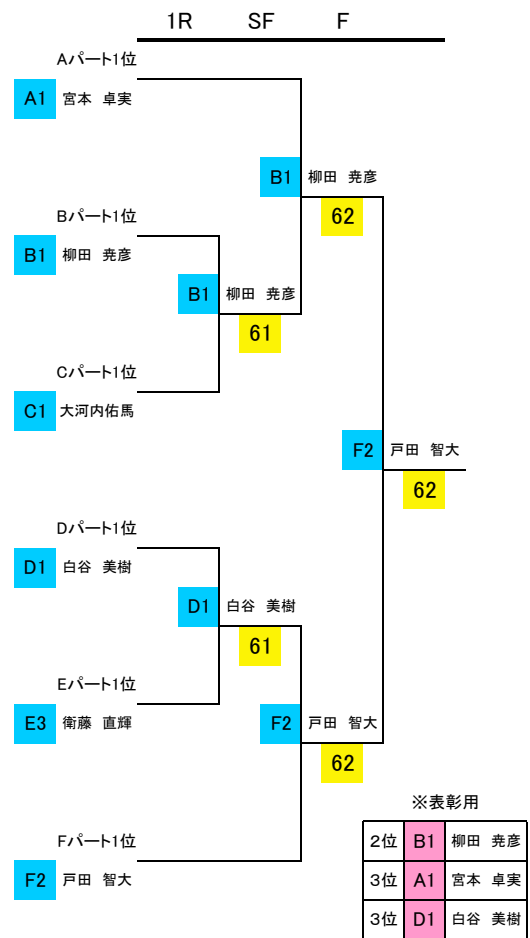 1R SF F
Aパート1位
A1 宮本 卓実
B1 柳田 尭彦
62
Bパート1位
B1 柳田 尭彦
B1 柳田 尭彦
61
Cパート1位
C1 大河内佑馬
F2 戸田 智大
62
Dパート1位
D1 白谷 美樹
D1 白谷 美樹
61
Eパート1位
E3 衛藤 直輝
F2 戸田 智大
62
Fパート1位
F2 戸田 智大
※表彰用
2位 B1 柳田 尭彦
3位 A1 宮本 卓実
3位 D1 白谷 美樹